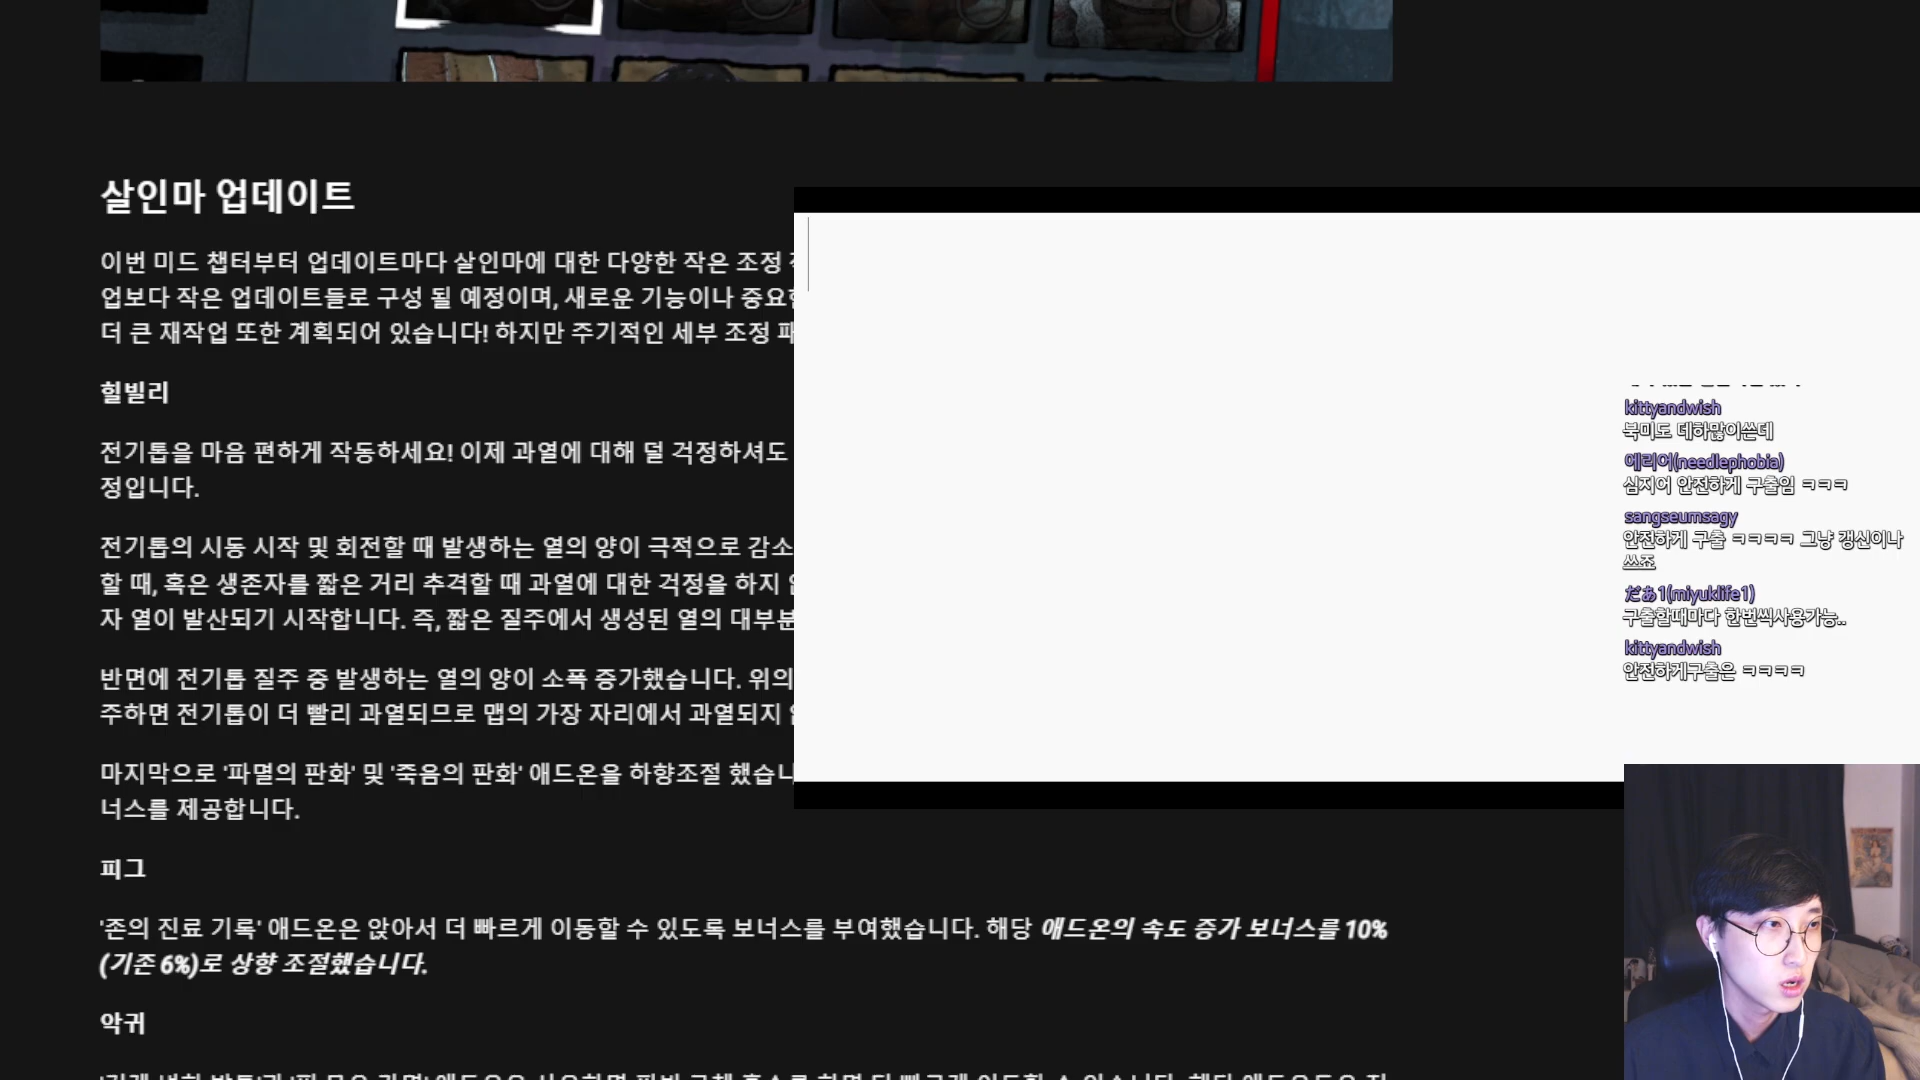 살인마 업데이트
이번 미드 챕터부터 업데이트마다 살인마에 대한 다양한 작은 조정
업보다 작은 업데이트들로 구성 될 예정이며, 새로운 기능이나
더 큰 재작업 또한 계획되어 있습니다! 하지만 주기적인 세부 조정
힐빌리
전기톱을 마음 편하게 작동하세요! 이제 과열에 대해 덜 걱정하셔도
정입니다.
전기톱의 시동 시작 및 회전할 때 발생하는 열의 양이 극적으로 감소
할 때, 혹은 생존자를 짧은 거리 추격할 때 과열에 대한 걱정을 하지
자 열이 발산되기 시작합니다. 즉, 짧은 질주에서 생성된 열의 대부분
반면에 전기톱 질주 중 발생하는 열의 양이 소폭 증가했습니다. 위의
주하면 전기톱이 더 빨리 과열되므로 맵의 가장 자리에서 과열되지
마지막으로 '파멸의 판화' 및 '죽음의 판화' 애드온을 하향조절
너스를 제공합니다.
피그
'존의 진료 기록' 애드온은 앉아서 더 빠르게 이동할 수 있도록 보너스를 부여했습니다. 해당 애드온의 속도 증가 보너스를 10%
(기존 6%)로 상향 조절했습니다.
악귀
kittyandwish
북미도 데하많이쓴데
에리어(needlephobia)
심지어 안전하게 구출임 ㅋㅋㅋ
sangseumsagy
안전하게 구출 ㅋㅋㅋㅋ 그냥 갱신이나
쓰죠
だぁ1(miyuklife1)
구출할때마다 한번씩사용가능..
kittyandwish
안전하게구출은 ㅋㅋㅋㅋ